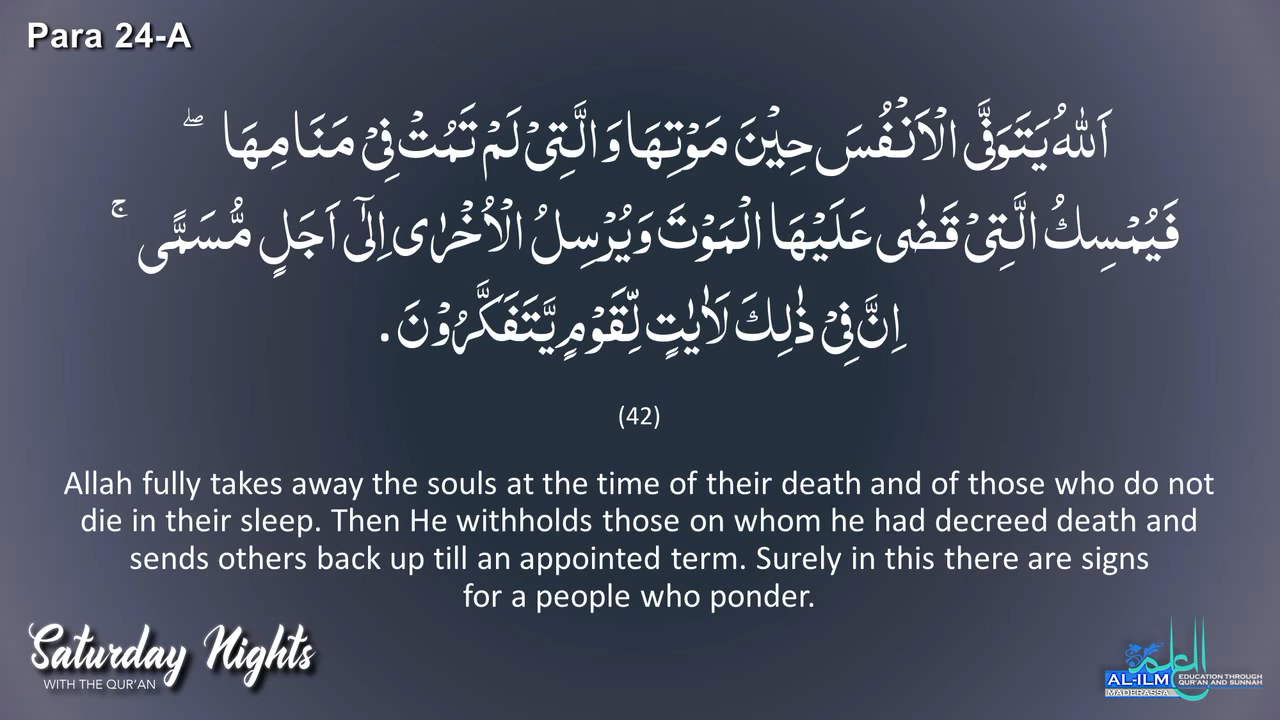 Para 24-A
اَللّٰهُ يَتَوَفَّى الْاَنْفُسَ حِيْنَ مَوْتِهَا وَالَّتِيْ لَمْ تَمُتْ فِيْ مَنَامِهَا ۖ
فَيُمْسِكُ الَّتِيْ قَضٰى عَلَيْهَا الْمَوْتَ وَيُرْسِلُ الْاُخْرٰى اِلٰٓى اَجَلٍ مُّسَمًّى ۚ
اِنَّ فِيْ ذٰلِكَ لَاٰيٰتٍ لِّقَوْمٍ يَّتَفَكَّرُوْنَ.
(42)
Allah fully takes away the souls at the time of their death and of those who do not
die in their sleep. Then He withholds those on whom he had decreed death and
sends others back up till an appointed term. Surely in this there are signs
for a people who ponder.
Saturday Nights
WITH THE QUR'AN
العلم
AL-ILM
MADERASSA
EDUCATION THROUGH
QUR'AN AND SUNNAH